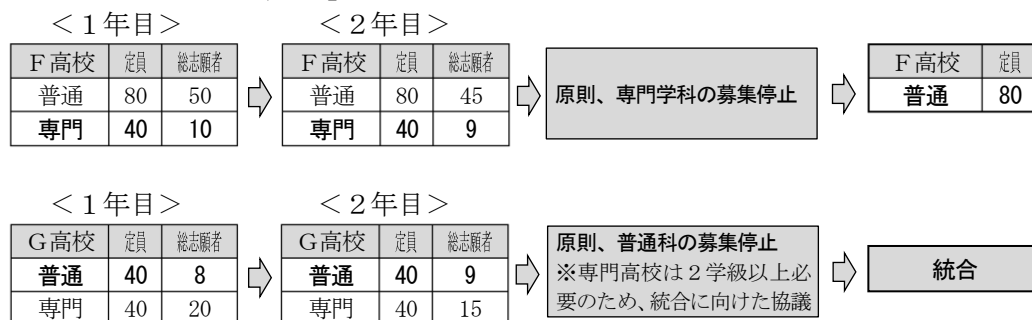 ＜１年目＞ ＜２年目＞
Ｆ高校 定員 総志願者 Ｆ高校 定員 総志願者 Ｆ高校 定員
普通 80 50 普通 80 45 原則、専門学科の募集停止 普通 80
専門 40 10 専門 40 9
＜１年目＞ ＜２年目＞
Ｇ高校 定員 総志願者 Ｇ高校 定員 総志願者 原則、普通科の募集停止
普通 40 8 普通 40 9 ※専門高校は２学級以上必 統合
専門 40 20 専門 40 15 要のため、統合に向けた協議